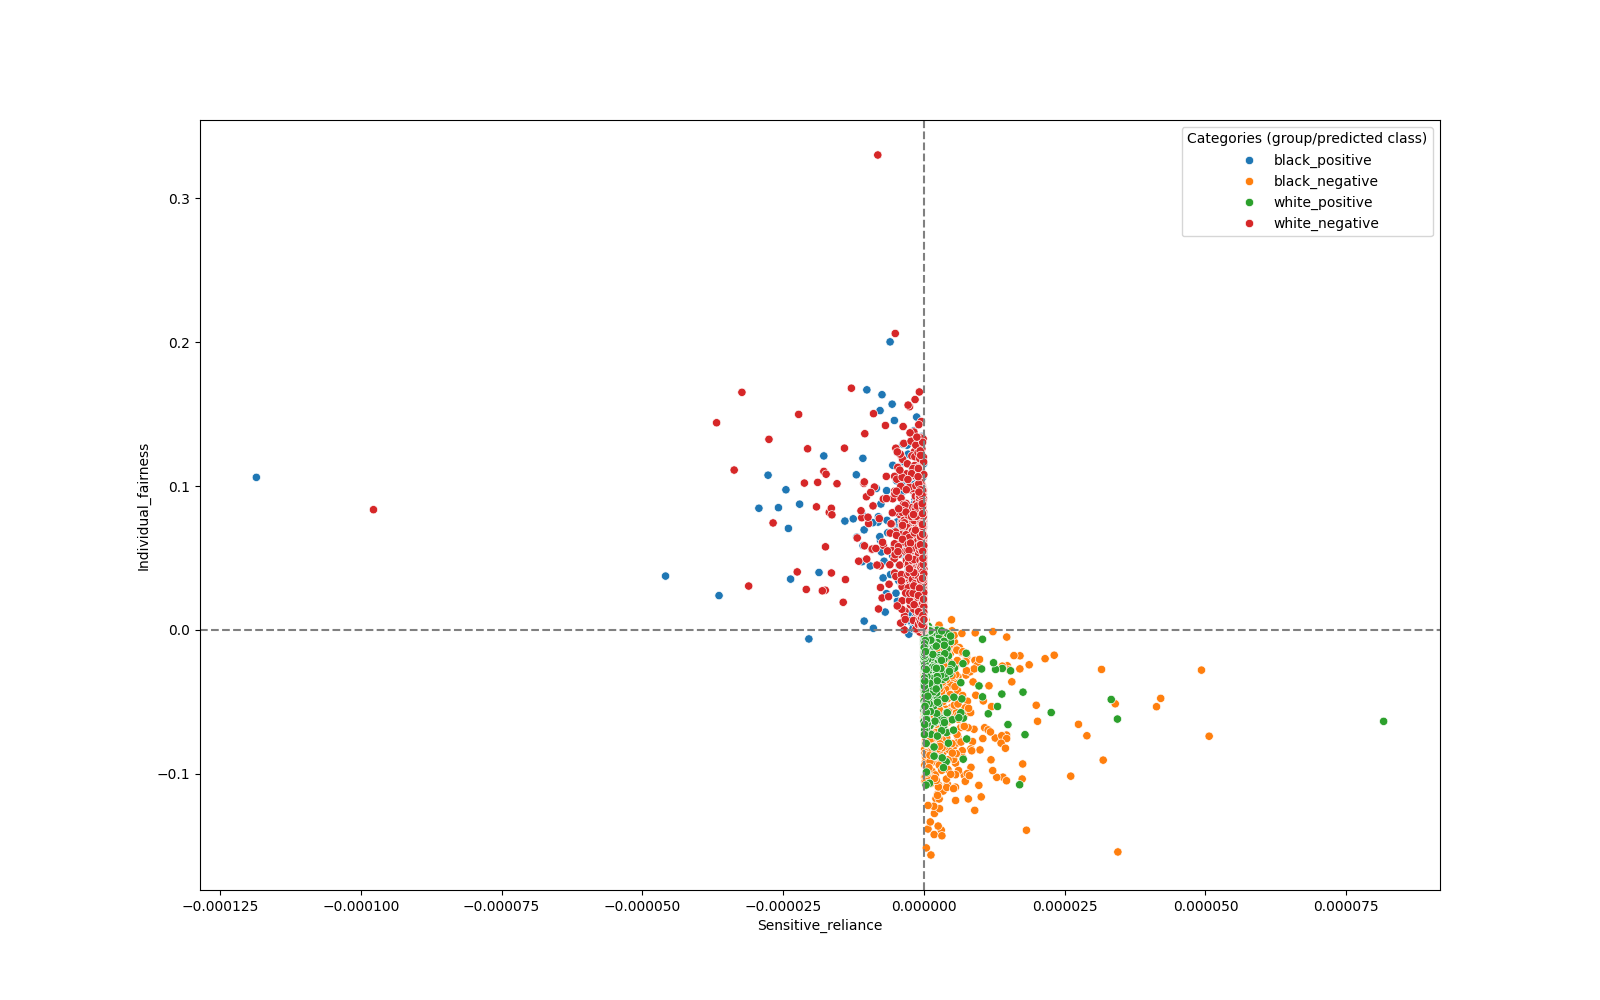 Categories (group/predicted class)
black_positive
black_negative
white_positive
white_negative
0.3
0.2
0.1
0.0
−0.1
Individual_fairness
−0.000125
−0.000100
−0.000075
−0.000050
−0.000025
0.000000
0.000025
0.000050
0.000075
Sensitive_reliance